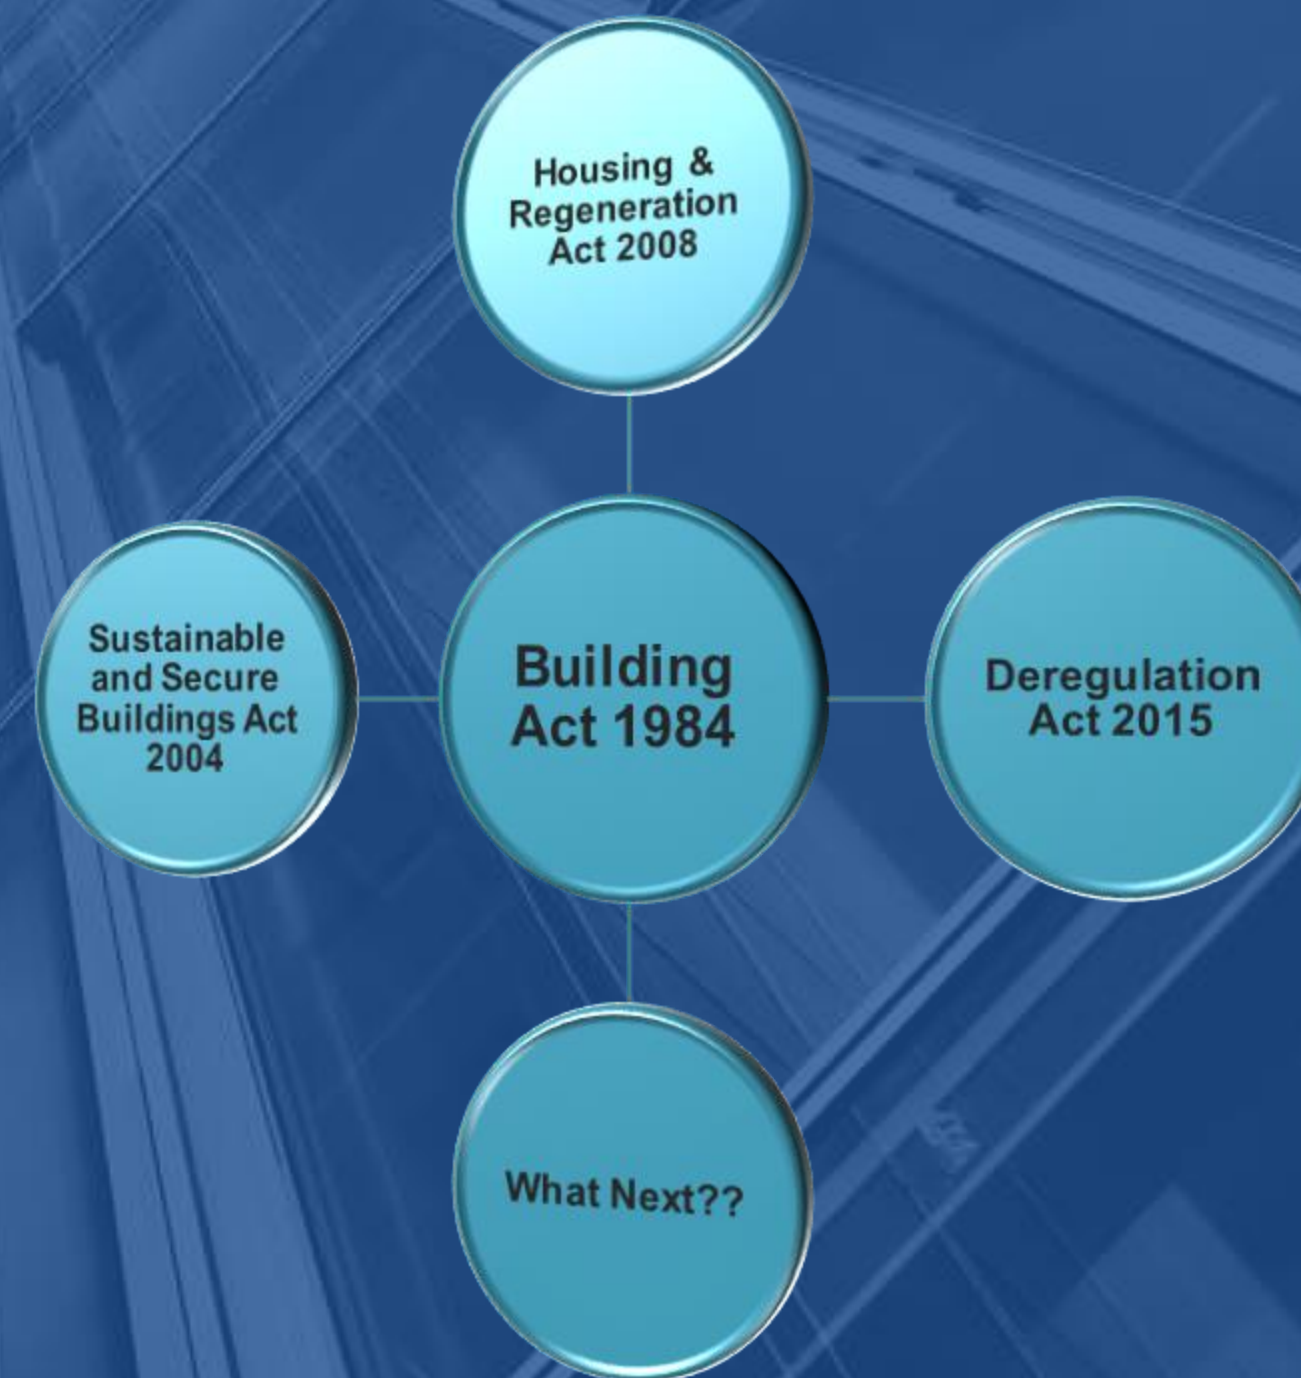 Housing &
Regeneration
Act 2008
Sustainable
and Secure
Buildings Act
2004
Building
Act 1984
Deregulation
Act 2015
What Next??